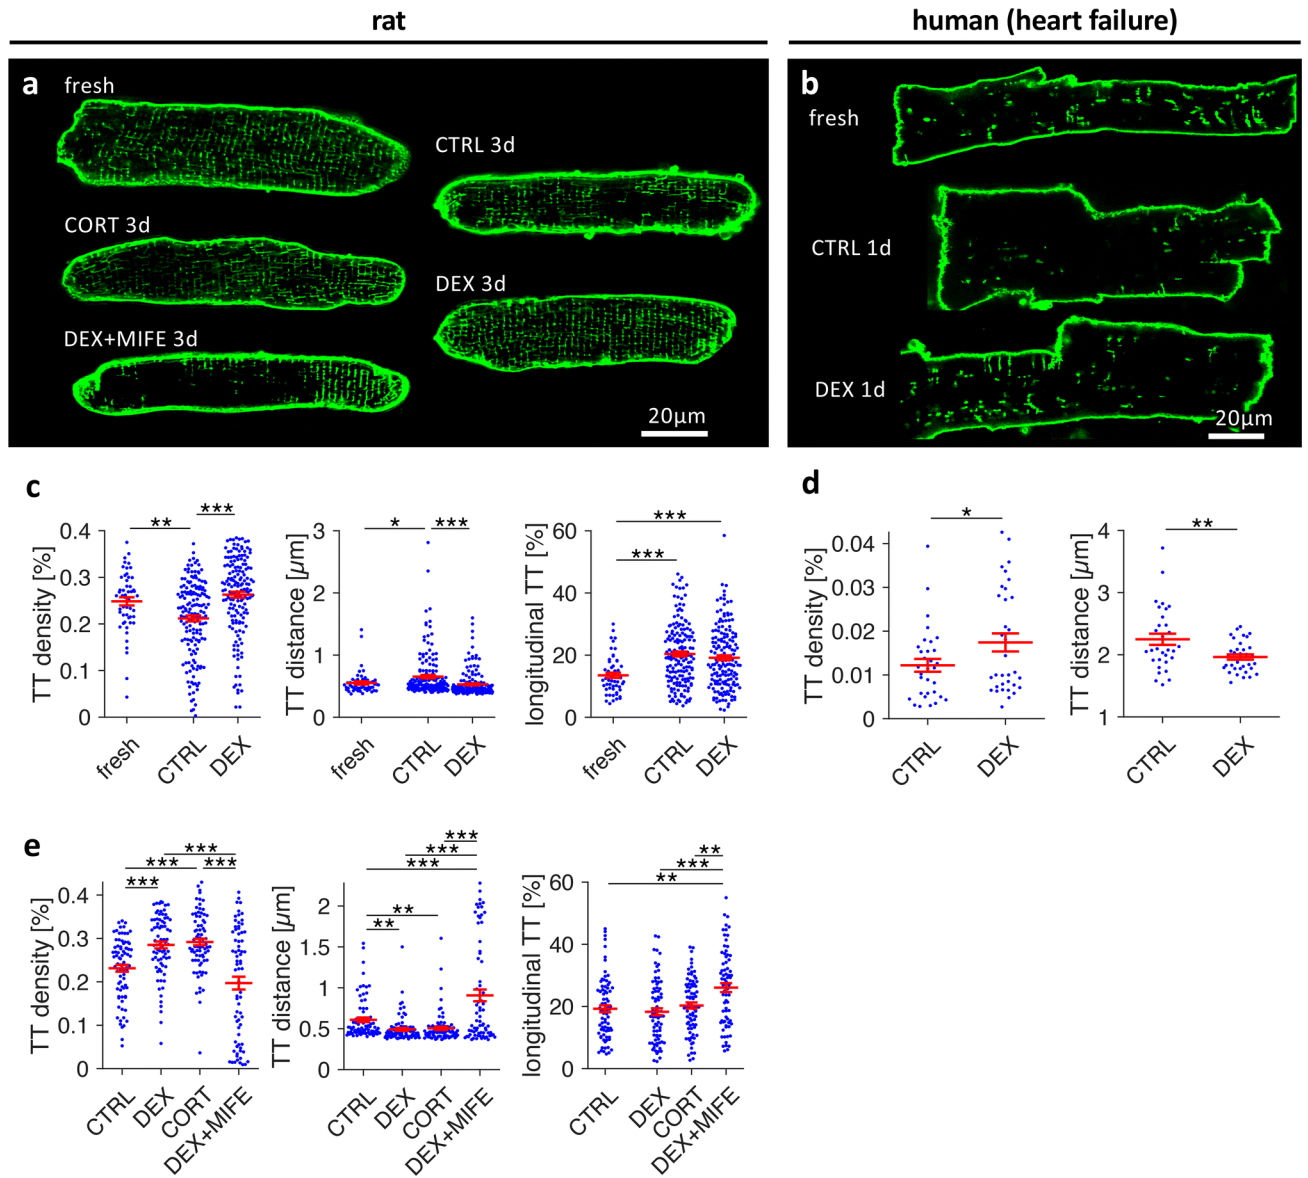 rat
human (heart failure)
a
fresh
CTRL 3d
CORT 3d
DEX 3d
DEX+MIFE 3d
20µm
b
fresh
CTRL 1d
DEX 1d
20µm
c
** ***
TT density [%]
0.4
0.3
0.2
0.1
0
fresh CTRL DEX
* ***
TT distance [µm]
3
2
1
0
fresh CTRL DEX
***
***
longitudinal TT [%]
60
40
20
0
fresh CTRL DEX
d
*
TT density [%]
0.04
0.03
0.02
0.01
0
CTRL DEX
**
TT distance [µm]
4
3
2
1
CTRL DEX
e
***
*** ***
***
TT density [%]
0.4
0.3
0.2
0.1
0
CTRL DEX CORT DEX+MIFE
***
***
***
**
**
TT distance [µm]
2
1.5
1
0.5
0
CTRL DEX CORT DEX+MIFE
**
***
**
longitudinal TT [%]
60
40
20
0
CTRL DEX CORT DEX+MIFE